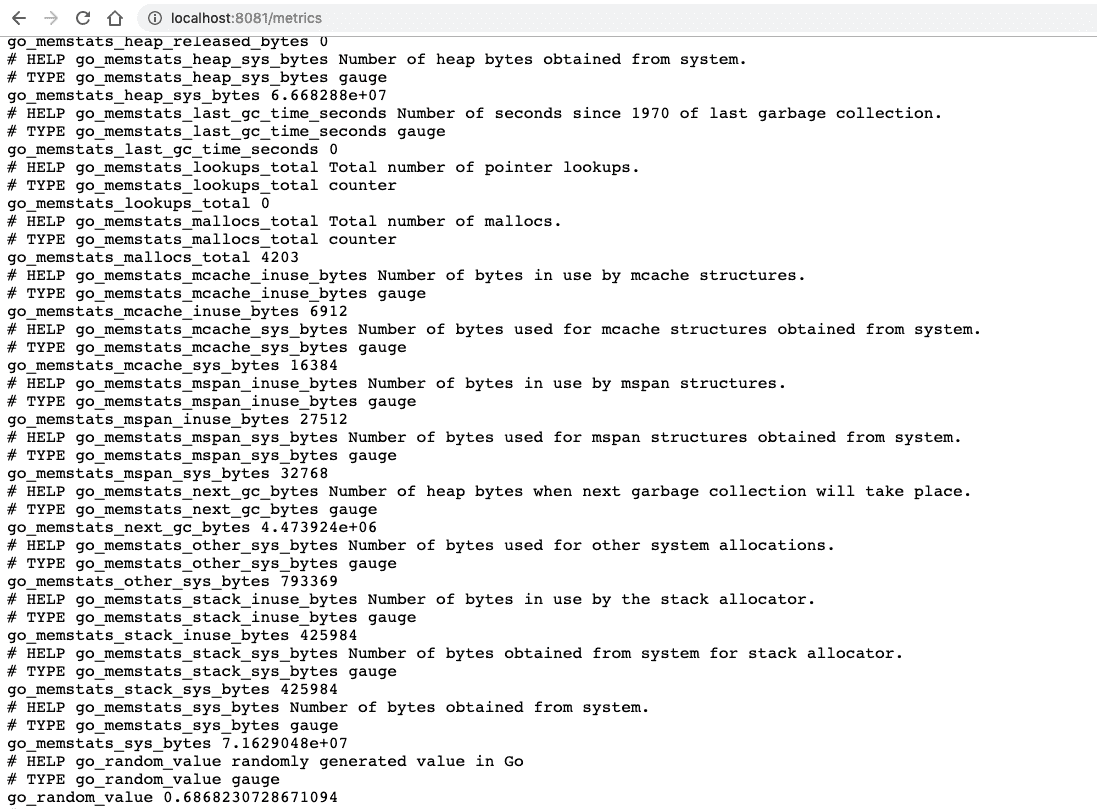 localhost:8081/metrics
go_memstats_heap_released_bytes 0
# HELP go_memstats_heap_sys_bytes Number of heap bytes obtained from system.
# TYPE go_memstats_heap_sys_bytes gauge
go_memstats_heap_sys_bytes 6.668288e+07
# HELP go_memstats_last_gc_time_seconds Number of seconds since 1970 of last garbage collection.
# TYPE go_memstats_last_gc_time_seconds gauge
go_memstats_last_gc_time_seconds 0
# HELP go_memstats_lookups_total Total number of pointer lookups.
# TYPE go_memstats_lookups_total counter
go_memstats_lookups_total 0
# HELP go_memstats_mallocs_total Total number of mallocs.
# TYPE go_memstats_mallocs_total counter
go_memstats_mallocs_total 4203
# HELP go_memstats_mcache_inuse_bytes Number of bytes in use by mcache structures.
# TYPE go_memstats_mcache_inuse_bytes gauge
go_memstats_mcache_inuse_bytes 6912
# HELP go_memstats_mcache_sys_bytes Number of bytes used for mcache structures obtained from system.
# TYPE go_memstats_mcache_sys_bytes gauge
go_memstats_mcache_sys_bytes 16384
# HELP go_memstats_mspan_inuse_bytes Number of bytes in use by mspan structures.
# TYPE go_memstats_mspan_inuse_bytes gauge
go_memstats_mspan_inuse_bytes 27512
# HELP go_memstats_mspan_sys_bytes Number of bytes used for mspan structures obtained from system.
# TYPE go_memstats_mspan_sys_bytes gauge
go_memstats_mspan_sys_bytes 32768
# HELP go_memstats_next_gc_bytes Number of heap bytes when next garbage collection will take place.
# TYPE go_memstats_next_gc_bytes gauge
go_memstats_next_gc_bytes 4.473924e+06
# HELP go_memstats_other_sys_bytes Number of bytes used for other system allocations.
# TYPE go_memstats_other_sys_bytes gauge
go_memstats_other_sys_bytes 793369
# HELP go_memstats_stack_inuse_bytes Number of bytes in use by the stack allocator.
# TYPE go_memstats_stack_inuse_bytes gauge
go_memstats_stack_inuse_bytes 425984
# HELP go_memstats_stack_sys_bytes Number of bytes obtained from system for stack allocator.
# TYPE go_memstats_stack_sys_bytes gauge
go_memstats_stack_sys_bytes 425984
# HELP go_memstats_sys_bytes Number of bytes obtained from system.
# TYPE go_memstats_sys_bytes gauge
go_memstats_sys_bytes 7.1629048e+07
# HELP go_random_value randomly generated value in Go
# TYPE go_random_value gauge
go_random_value 0.6868230728671094